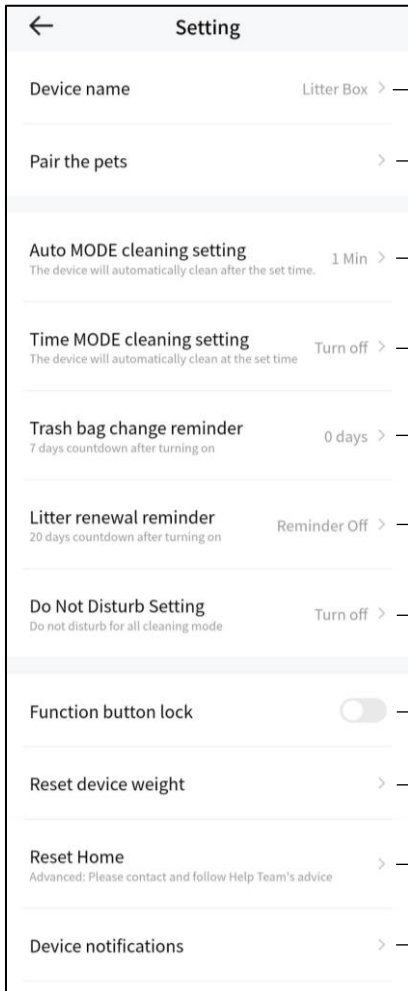 Setting
Device name
Litter Box
Pair the pets
Auto MODE cleaning setting
The device will automatically clean after the set time.
1 Min
Time MODE cleaning setting
The device will automatically clean at the set time
Turn off
Trash bag change reminder
7 days countdown after turning on
0 days
Litter renewal reminder
20 days countdown after turning on
Reminder Off
Do Not Disturb Setting
Do not disturb for all cleaning mode
Turn off
Function button lock
Reset device weight
Reset Home
Advanced: Please contact and follow Help Team's advice
Device notifications